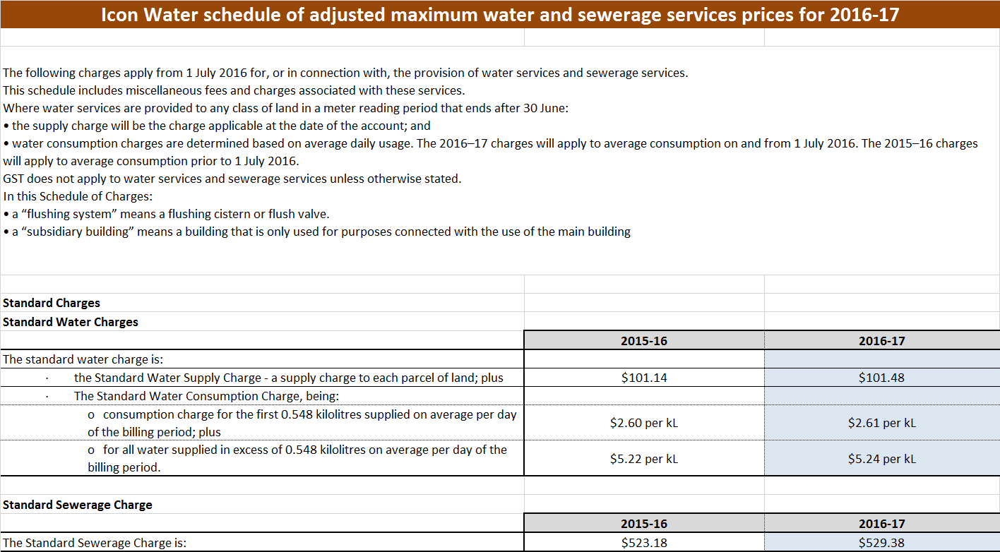 Icon Water schedule of adjusted maximum water and sewerage services prices for 2016-17
The following charges apply from 1 July 2016 for, or in connection with, the provision of water services and sewerage services.
This schedule includes miscellaneous fees and charges associated with these services.
Where water services are provided to any class of land in a meter reading period that ends after 30 June:
• the supply charge will be the charge applicable at the date of the account; and
• water consumption charges are determined based on average daily usage. The 2016–17 charges will apply to average consumption on and from 1 July 2016. The 2015–16 charges
will apply to average consumption prior to 1 July 2016.
GST does not apply to water services and sewerage services unless otherwise stated.
In this Schedule of Charges:
• a “flushing system” means a flushing cistern or flush valve.
• a “subsidiary building” means a building that is only used for purposes connected with the use of the main building
Standard Charges
Standard Water Charges
2015-16 2016-17
The standard water charge is:
· the Standard Water Supply Charge - a supply charge to each parcel of land; plus $101.14 $101.48
· The Standard Water Consumption Charge, being:
o consumption charge for the first 0.548 kilolitres supplied on average per day
of the billing period; plus $2.60 per kL $2.61 per kL
o for all water supplied in excess of 0.548 kilolitres on average per day of the
billing period. $5.22 per kL $5.24 per kL
Standard Sewerage Charge
2015-16 2016-17
The Standard Sewerage Charge is: $523.18 $529.38